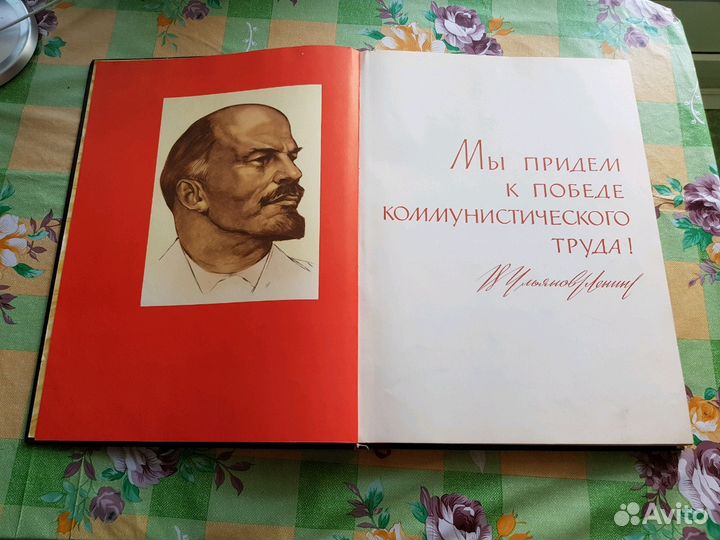 Мы придем
к победе
коммунистического
труда!
В Ульянов (Ленин)
Avito